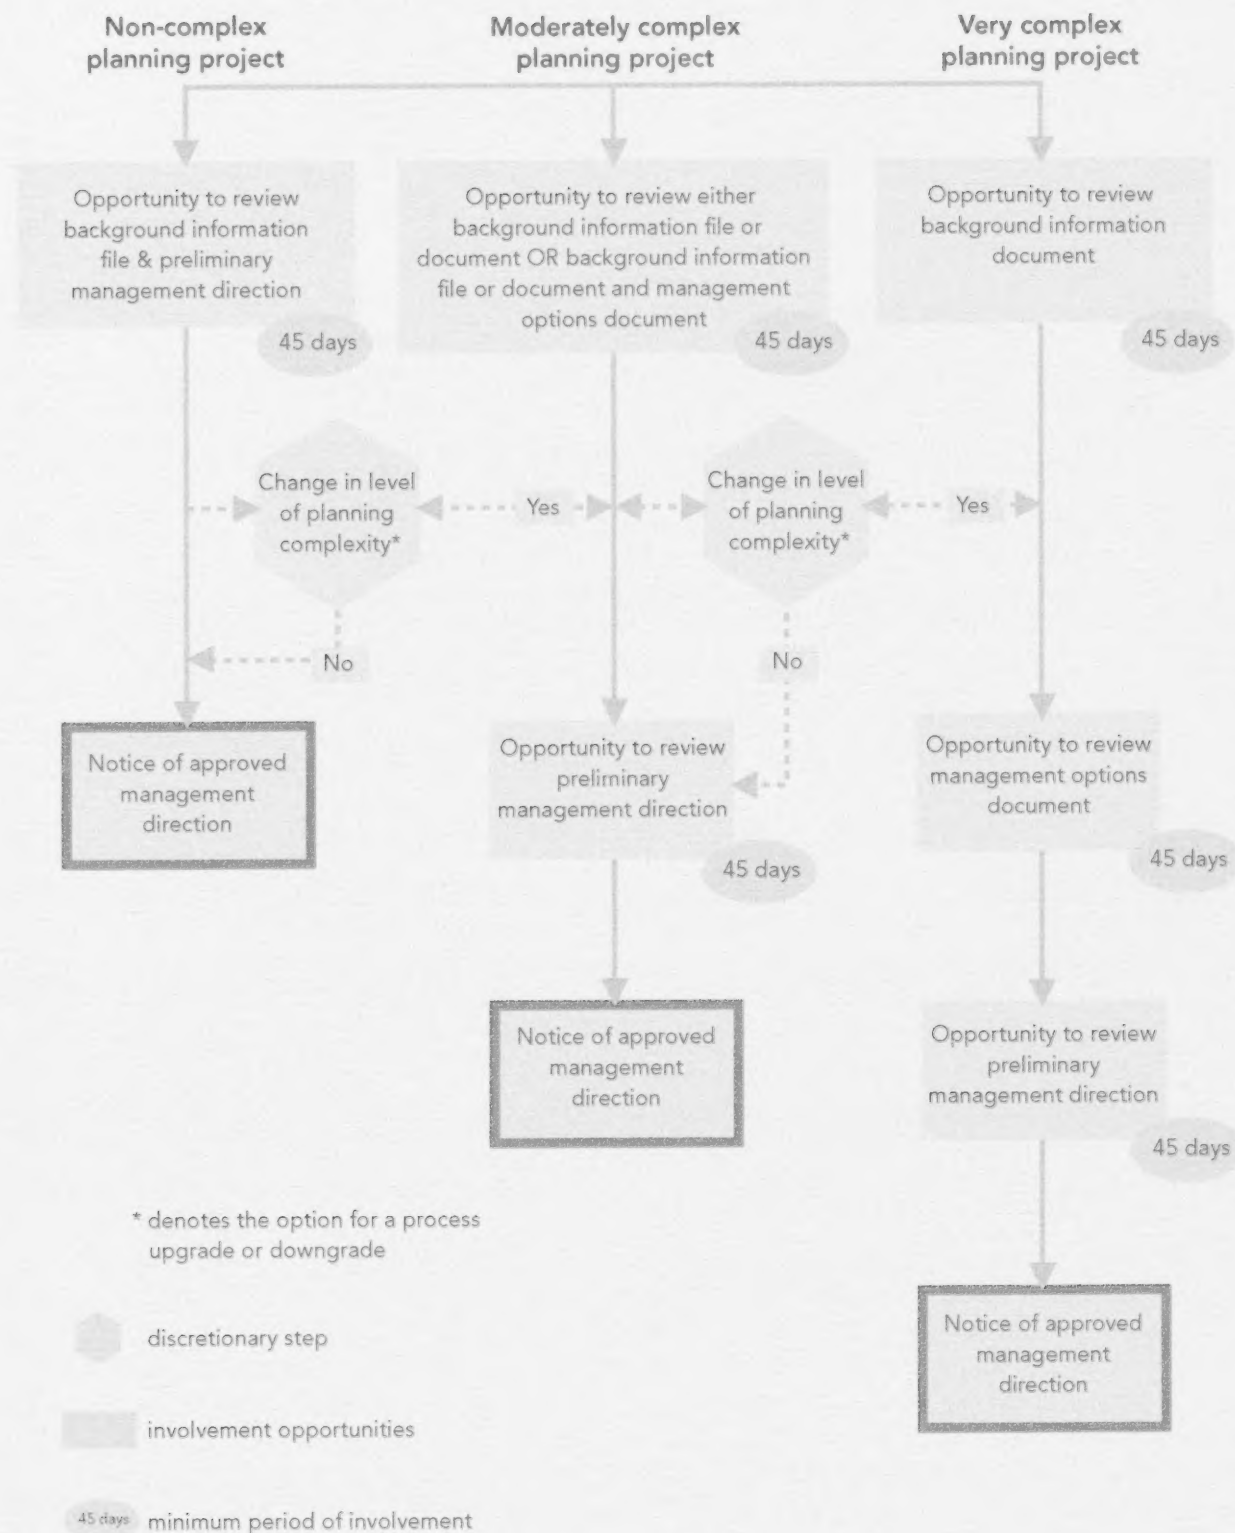 Non-complex
planning project
Moderately complex
planning project
Very complex
planning project
Opportunity to review
background information
file & preliminary
management direction
45 days
Opportunity to review either
background information file or
document OR background information
file or document and management
options document
45 days
Opportunity to review
background information
document
45 days
Change in level
of planning
complexity*
Yes
Change in level
of planning
complexity*
Yes
No
No
Notice of approved
management
direction
Opportunity to review
preliminary
management direction
45 days
Opportunity to review
management options
document
45 days
Notice of approved
management
direction
Opportunity to review
preliminary
management direction
45 days
Notice of approved
management
direction
* denotes the option for a process
upgrade or downgrade
discretionary step
involvement opportunities
45 days minimum period of involvement